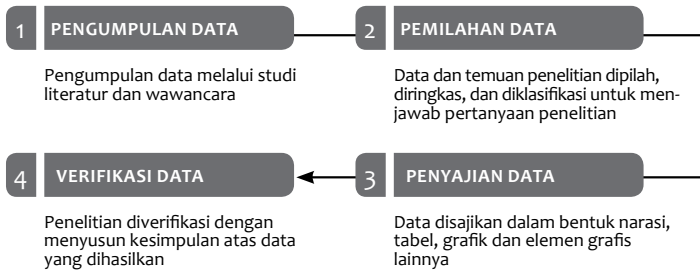 1 PENGUMPULAN DATA
Pengumpulan data melalui studi
literatur dan wawancara
2 PEMILAHAN DATA
Data dan temuan penelitian dipilah,
diringkas, dan diklasifikasi untuk men-
jawab pertanyaan penelitian
3 PENYAJIAN DATA
Data disajikan dalam bentuk narasi,
tabel, grafik dan elemen grafis
lainnya
4 VERIFIKASI DATA
Penelitian diverifikasi dengan
menyusun kesimpulan atas data
yang dihasilkan